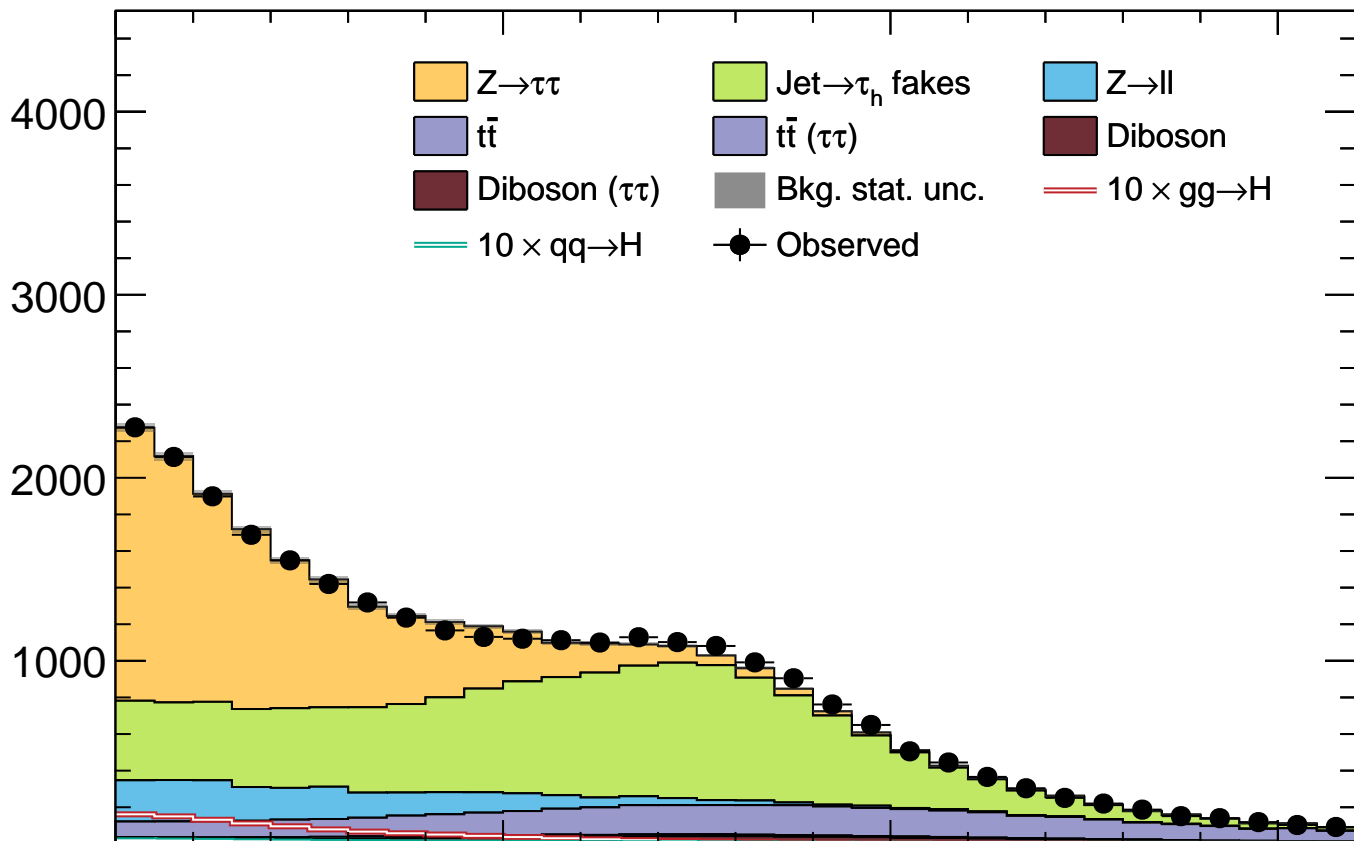 Z→ττ Jet→τₕ fakes Z→ll
4000
tt̄ tt̄ (ττ) Diboson
Diboson (ττ) Bkg. stat. unc. 10 × gg→H
10 × qq→H Observed
3000
2000
1000